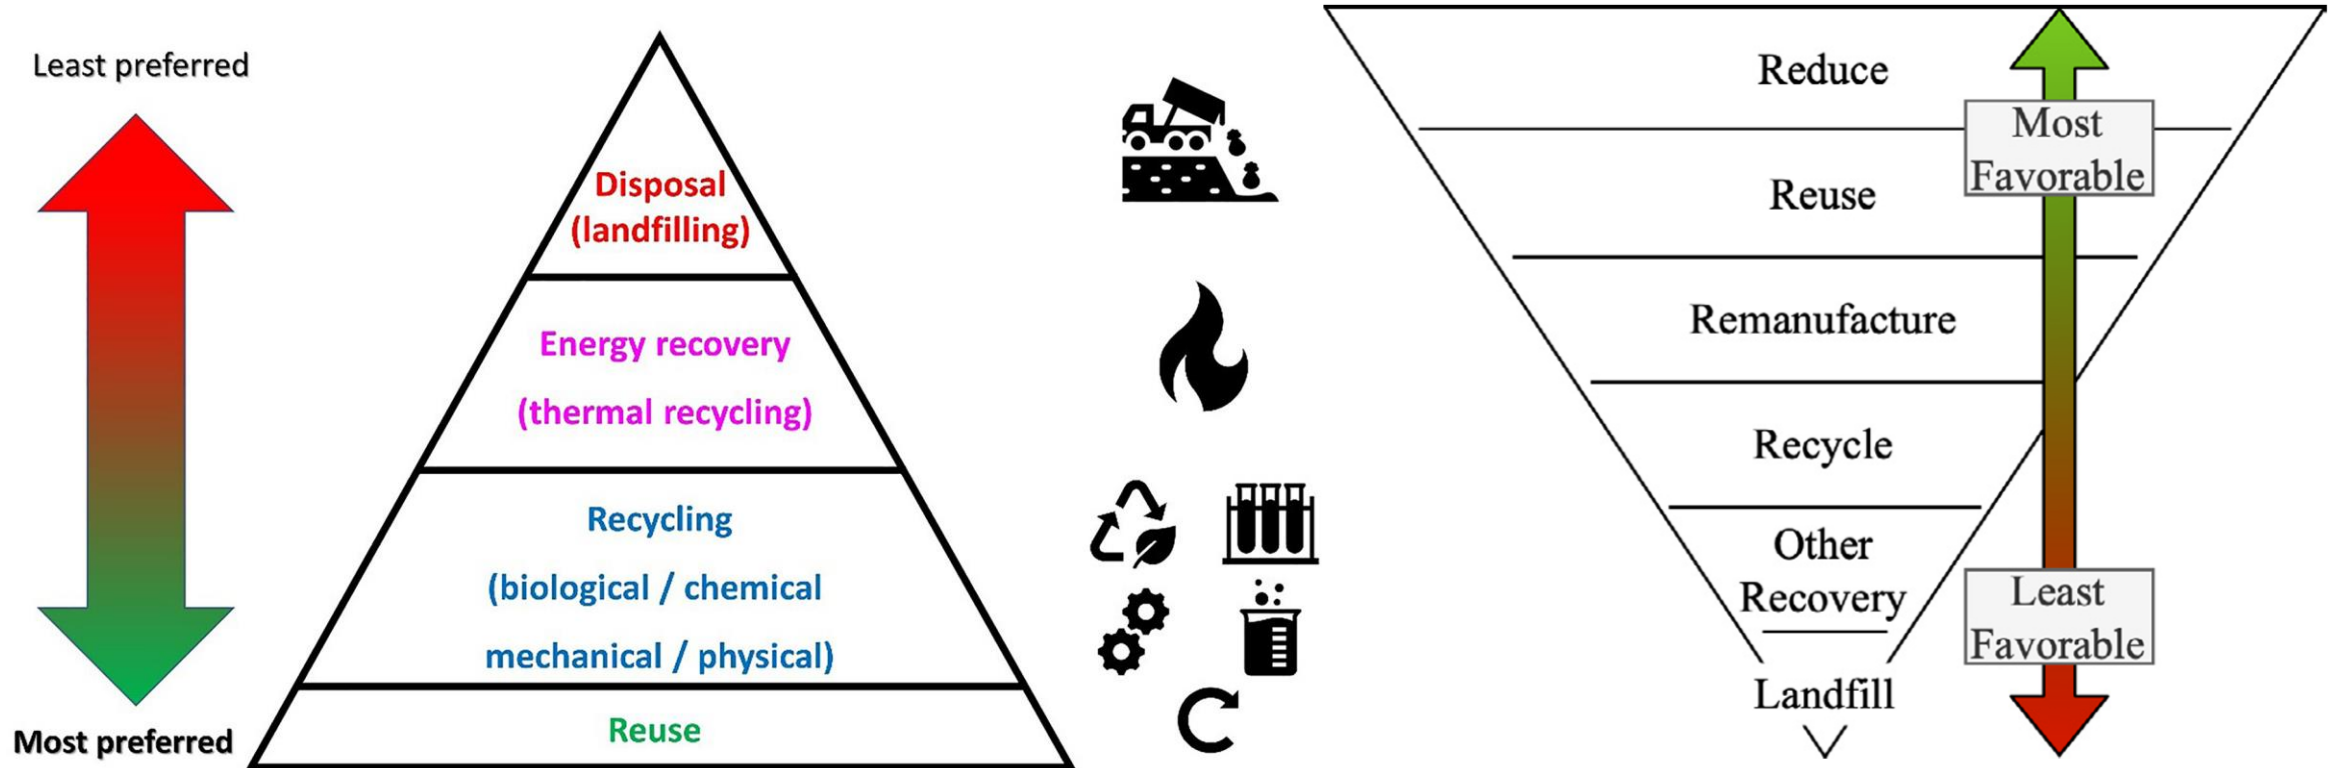 Least preferred
Most preferred
Disposal
(landfilling)
Energy recovery
(thermal recycling)
Recycling
(biological / chemical
mechanical / physical)
Reuse
Reduce
Reuse
Remanufacture
Recycle
Other
Recovery
Landfill
Most
Favorable
Least
Favorable